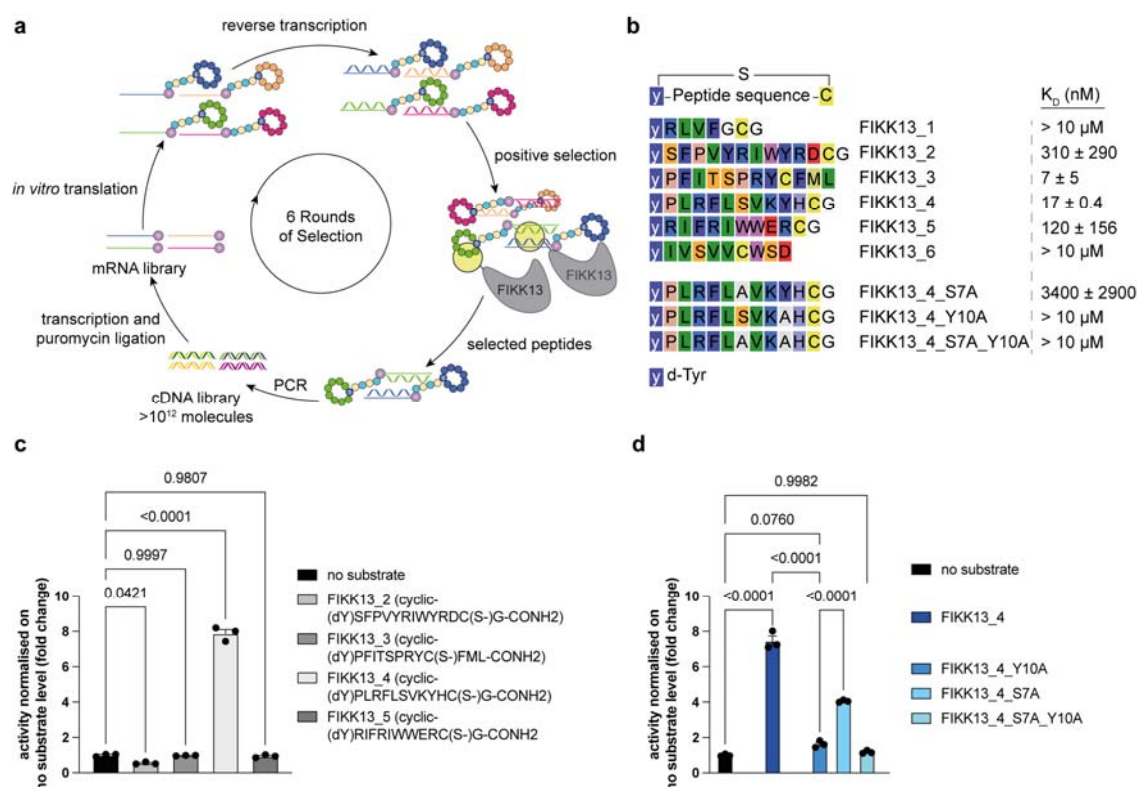 a
reverse transcription
in vitro translation
positive selection
6 Rounds
of Selection
mRNA library
FIKK13
FIKK13
transcription and
puromycin ligation
selected peptides
PCR
cDNA library
>10¹² molecules
b
S
y - Peptide sequence - C
K_D (nM)
yRLVFGCG FIKK13_1 > 10 µM
ySFPVYRIWYRDCG FIKK13_2 310 ± 290
yPFITSPRYCFML FIKK13_3 7 ± 5
yPLRFLSVKYHCG FIKK13_4 17 ± 0.4
yRIFRIWWERCG FIKK13_5 120 ± 156
yIVSVVCWSD FIKK13_6 > 10 µM
yPLRFLAVKYHCG FIKK13_4_S7A 3400 ± 2900
yPLRFLSVKAHCG FIKK13_4_Y10A > 10 µM
yPLRFLAVKAHCG FIKK13_4_S7A_Y10A > 10 µM
y d-Tyr
c
0.9807
<0.0001
0.9997
0.0421
activity normalised on
no substrate level (fold change)
10
8
6
4
2
0
no substrate
FIKK13_2 (cyclic-
(dY)SFPVYRIWYRDC(S-)G-CONH2)
FIKK13_3 (cyclic-
(dY)PFITSPRYC(S-)FML-CONH2)
FIKK13_4 (cyclic-
(dY)PLRFLSVKYHC(S-)G-CONH2)
FIKK13_5 (cyclic-
(dY)RIFRIWWERC(S-)G-CONH2
d
0.9982
0.0760
<0.0001
<0.0001
<0.0001
activity normalised on
no substrate level (fold change)
10
8
6
4
2
0
no substrate
FIKK13_4
FIKK13_4_Y10A
FIKK13_4_S7A
FIKK13_4_S7A_Y10A